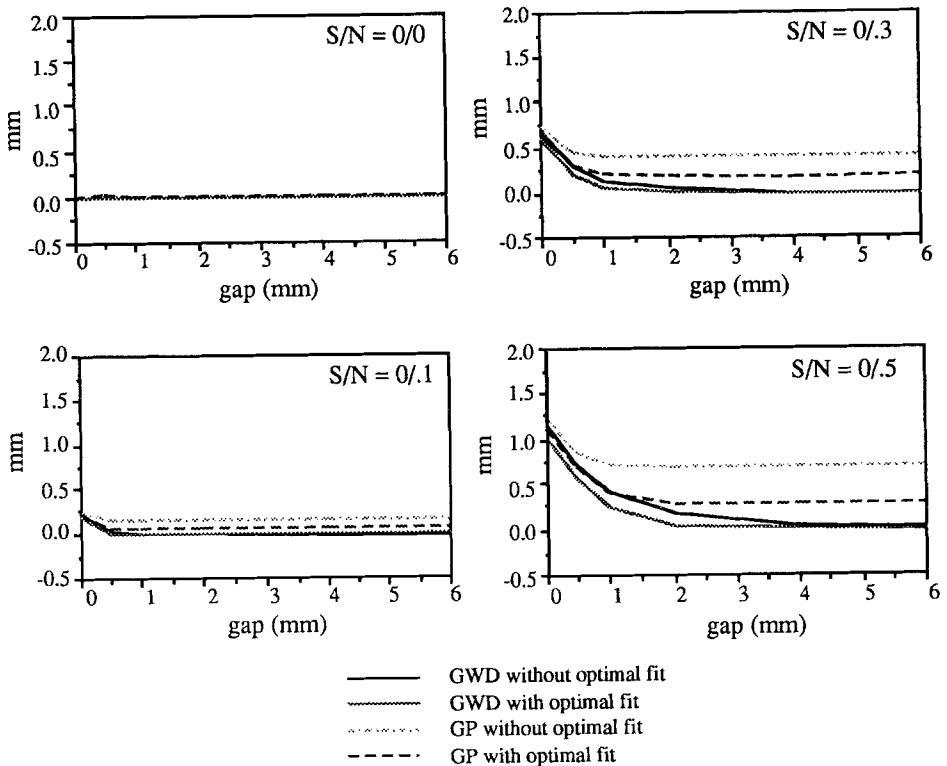 S/N = 0/0
2.0
1.5
1.0
0.5
0.0
-0.5
mm
0 1 2 3 4 5 6
gap (mm)
S/N = 0/.3
2.0
1.5
1.0
0.5
0.0
-0.5
mm
0 1 2 3 4 5 6
gap (mm)
S/N = 0/.1
2.0
1.5
1.0
0.5
0.0
-0.5
mm
0 1 2 3 4 5 6
gap (mm)
S/N = 0/.5
2.0
1.5
1.0
0.5
0.0
-0.5
mm
0 1 2 3 4 5 6
gap (mm)
GWD without optimal fit
GWD with optimal fit
GP without optimal fit
GP with optimal fit